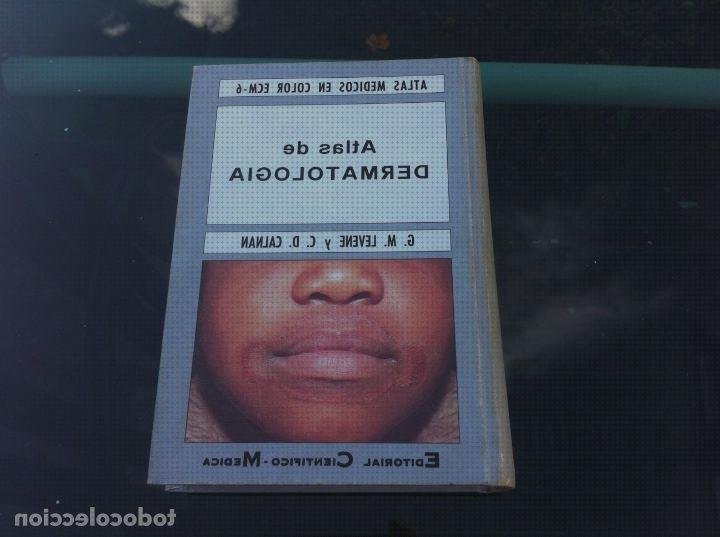 ATLAS MEDICOS EN COLOR ECM-6
Atlas de
DERMATOLOGIA
G. M. LEVENE y C. D. CALNAN
EDITORIAL CIENTIFICO-MEDICA
todocoleccion